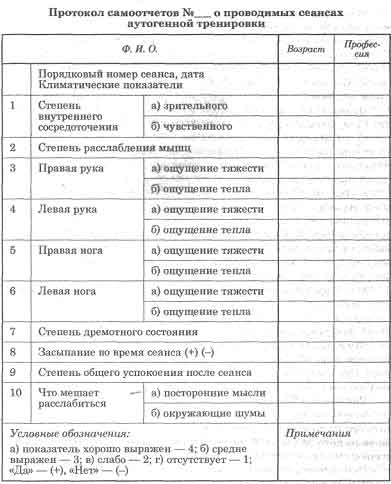 Протокол самоотчетов №__ о проводимых сеансах
аутогенной тренировки
Ф. И. О.
Возраст
Профес-
сия
Порядковый номер сеанса, дата
Климатические показатели
1
Степень
внутреннего
сосредоточения
а) зрительного
б) чувственного
2
Степень расслабления мышц
3
Правая рука
а) ощущение тяжести
б) ощущение тепла
4
Левая рука
а) ощущение тяжести
б) ощущение тепла
5
Правая нога
а) ощущение тяжести
б) ощущение тепла
6
Левая нога
а) ощущение тяжести
б) ощущение тепла
7
Степень дремотного состояния
8
Засыпание во время сеанса (+) (–)
9
Степень общего успокоения после сеанса
10
Что мешает
расслабиться
а) посторонние мысли
б) окружающие шумы
Условные обозначения:
а) показатель хорошо выражен — 4; б) средне
выражен — 3; в) слабо — 2; г) отсутствует — 1;
«Да» — (+), «Нет» — (–)
Примечания